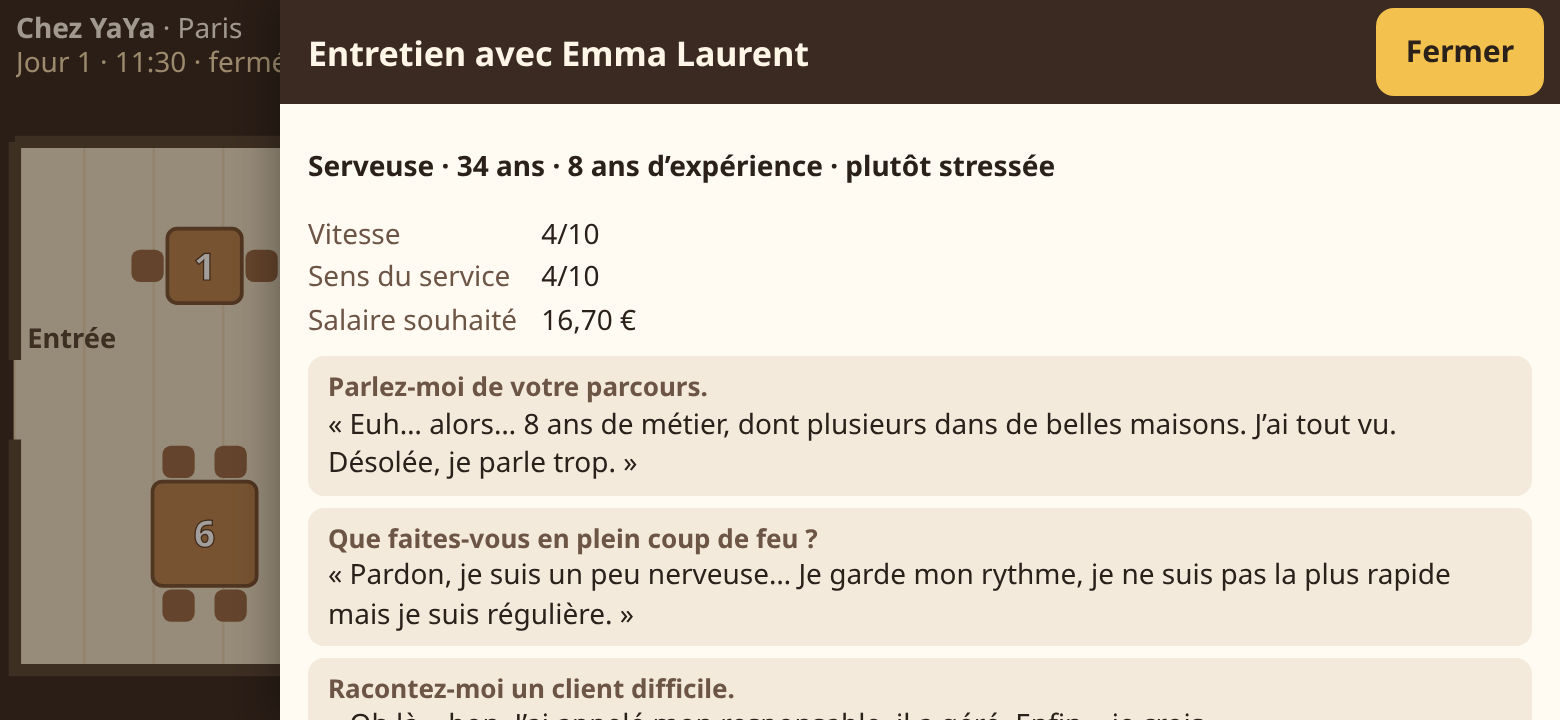 Chez YaYa · Paris
Jour 1 · 11:30 · fermé
Entretien avec Emma Laurent
Fermer
1
Entrée
6
Serveuse · 34 ans · 8 ans d’expérience · plutôt stressée
Vitesse 4/10
Sens du service 4/10
Salaire souhaité 16,70 €
Parlez-moi de votre parcours.
« Euh… alors… 8 ans de métier, dont plusieurs dans de belles maisons. J’ai tout vu.
Désolée, je parle trop. »
Que faites-vous en plein coup de feu ?
« Pardon, je suis un peu nerveuse… Je garde mon rythme, je ne suis pas la plus rapide
mais je suis régulière. »
Racontez-moi un client difficile.